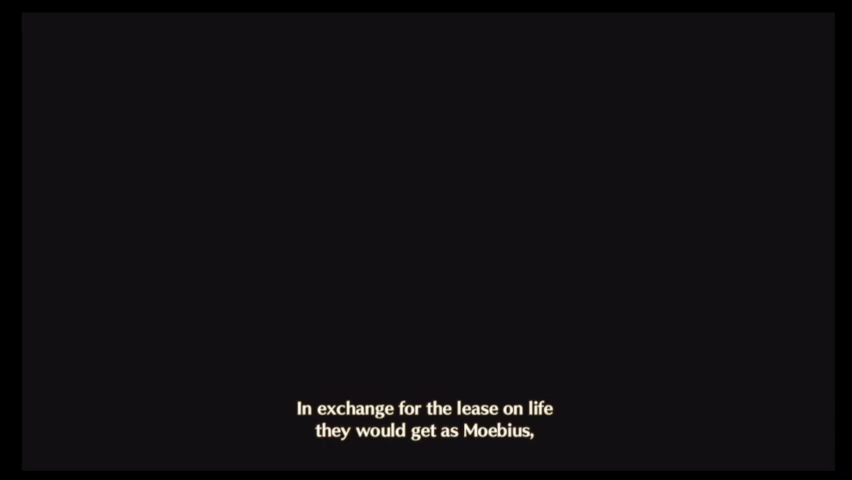 In exchange for the lease on life
they would get as Moebius,